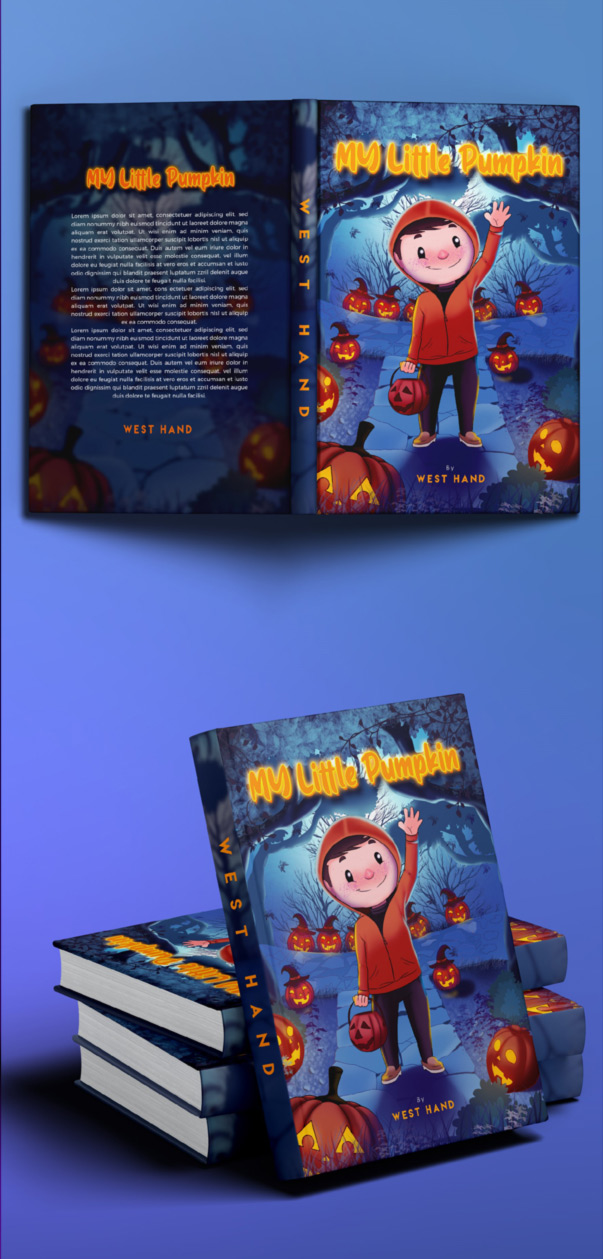 MY Little Pumpkin
Lorem ipsum dolor sit amet, consectetuer adipiscing elit, sed
diam nonummy nibh euismod tincidunt ut laoreet dolore magna
aliquam erat volutpat. Ut wisi enim ad minim veniam, quis
nostrud exerci tation ullamcorper suscipit lobortis nisl ut aliquip
ex ea commodo consequat. Duis autem vel eum iriure dolor in
hendrerit in vulputate velit esse molestie consequat, vel illum
dolore eu feugiat nulla facilisis at vero eros et accumsan et iusto
odio dignissim qui blandit praesent luptatum zzril delenit augue
duis dolore te feugait nulla facilisi.
Lorem ipsum dolor sit amet, cons ectetuer adipiscing elit, sed
diam nonummy nibh euismod tincidunt ut laoreet dolore magna
aliquam erat volutpat. Ut wisi enim ad minim veniam, quis
nostrud exerci tation ullamcorper suscipit lobortis nisl ut aliquip
ex ea commodo consequat.
Lorem ipsum dolor sit amet, consectetuer adipiscing elit, sed
diam nonummy nibh euismod tincidunt ut laoreet dolore magna
aliquam erat volutpat. Ut wisi enim ad minim veniam, quis
nostrud exerci tation ullamcorper suscipit lobortis nisl ut aliquip
ex ea commodo consequat. Duis autem vel eum iriure dolor in
hendrerit in vulputate velit esse molestie consequat, vel illum
dolore eu feugiat nulla facilisis at vero eros et accumsan et iusto
odio dignissim qui blandit praesent luptatum zzril delenit augue
duis dolore te feugait nulla facilisi.
WEST HAND
WEST HAND
MY Little Pumpkin
By
WEST HAND
MY Little Pumpkin
WEST HAND
By
WEST HAND